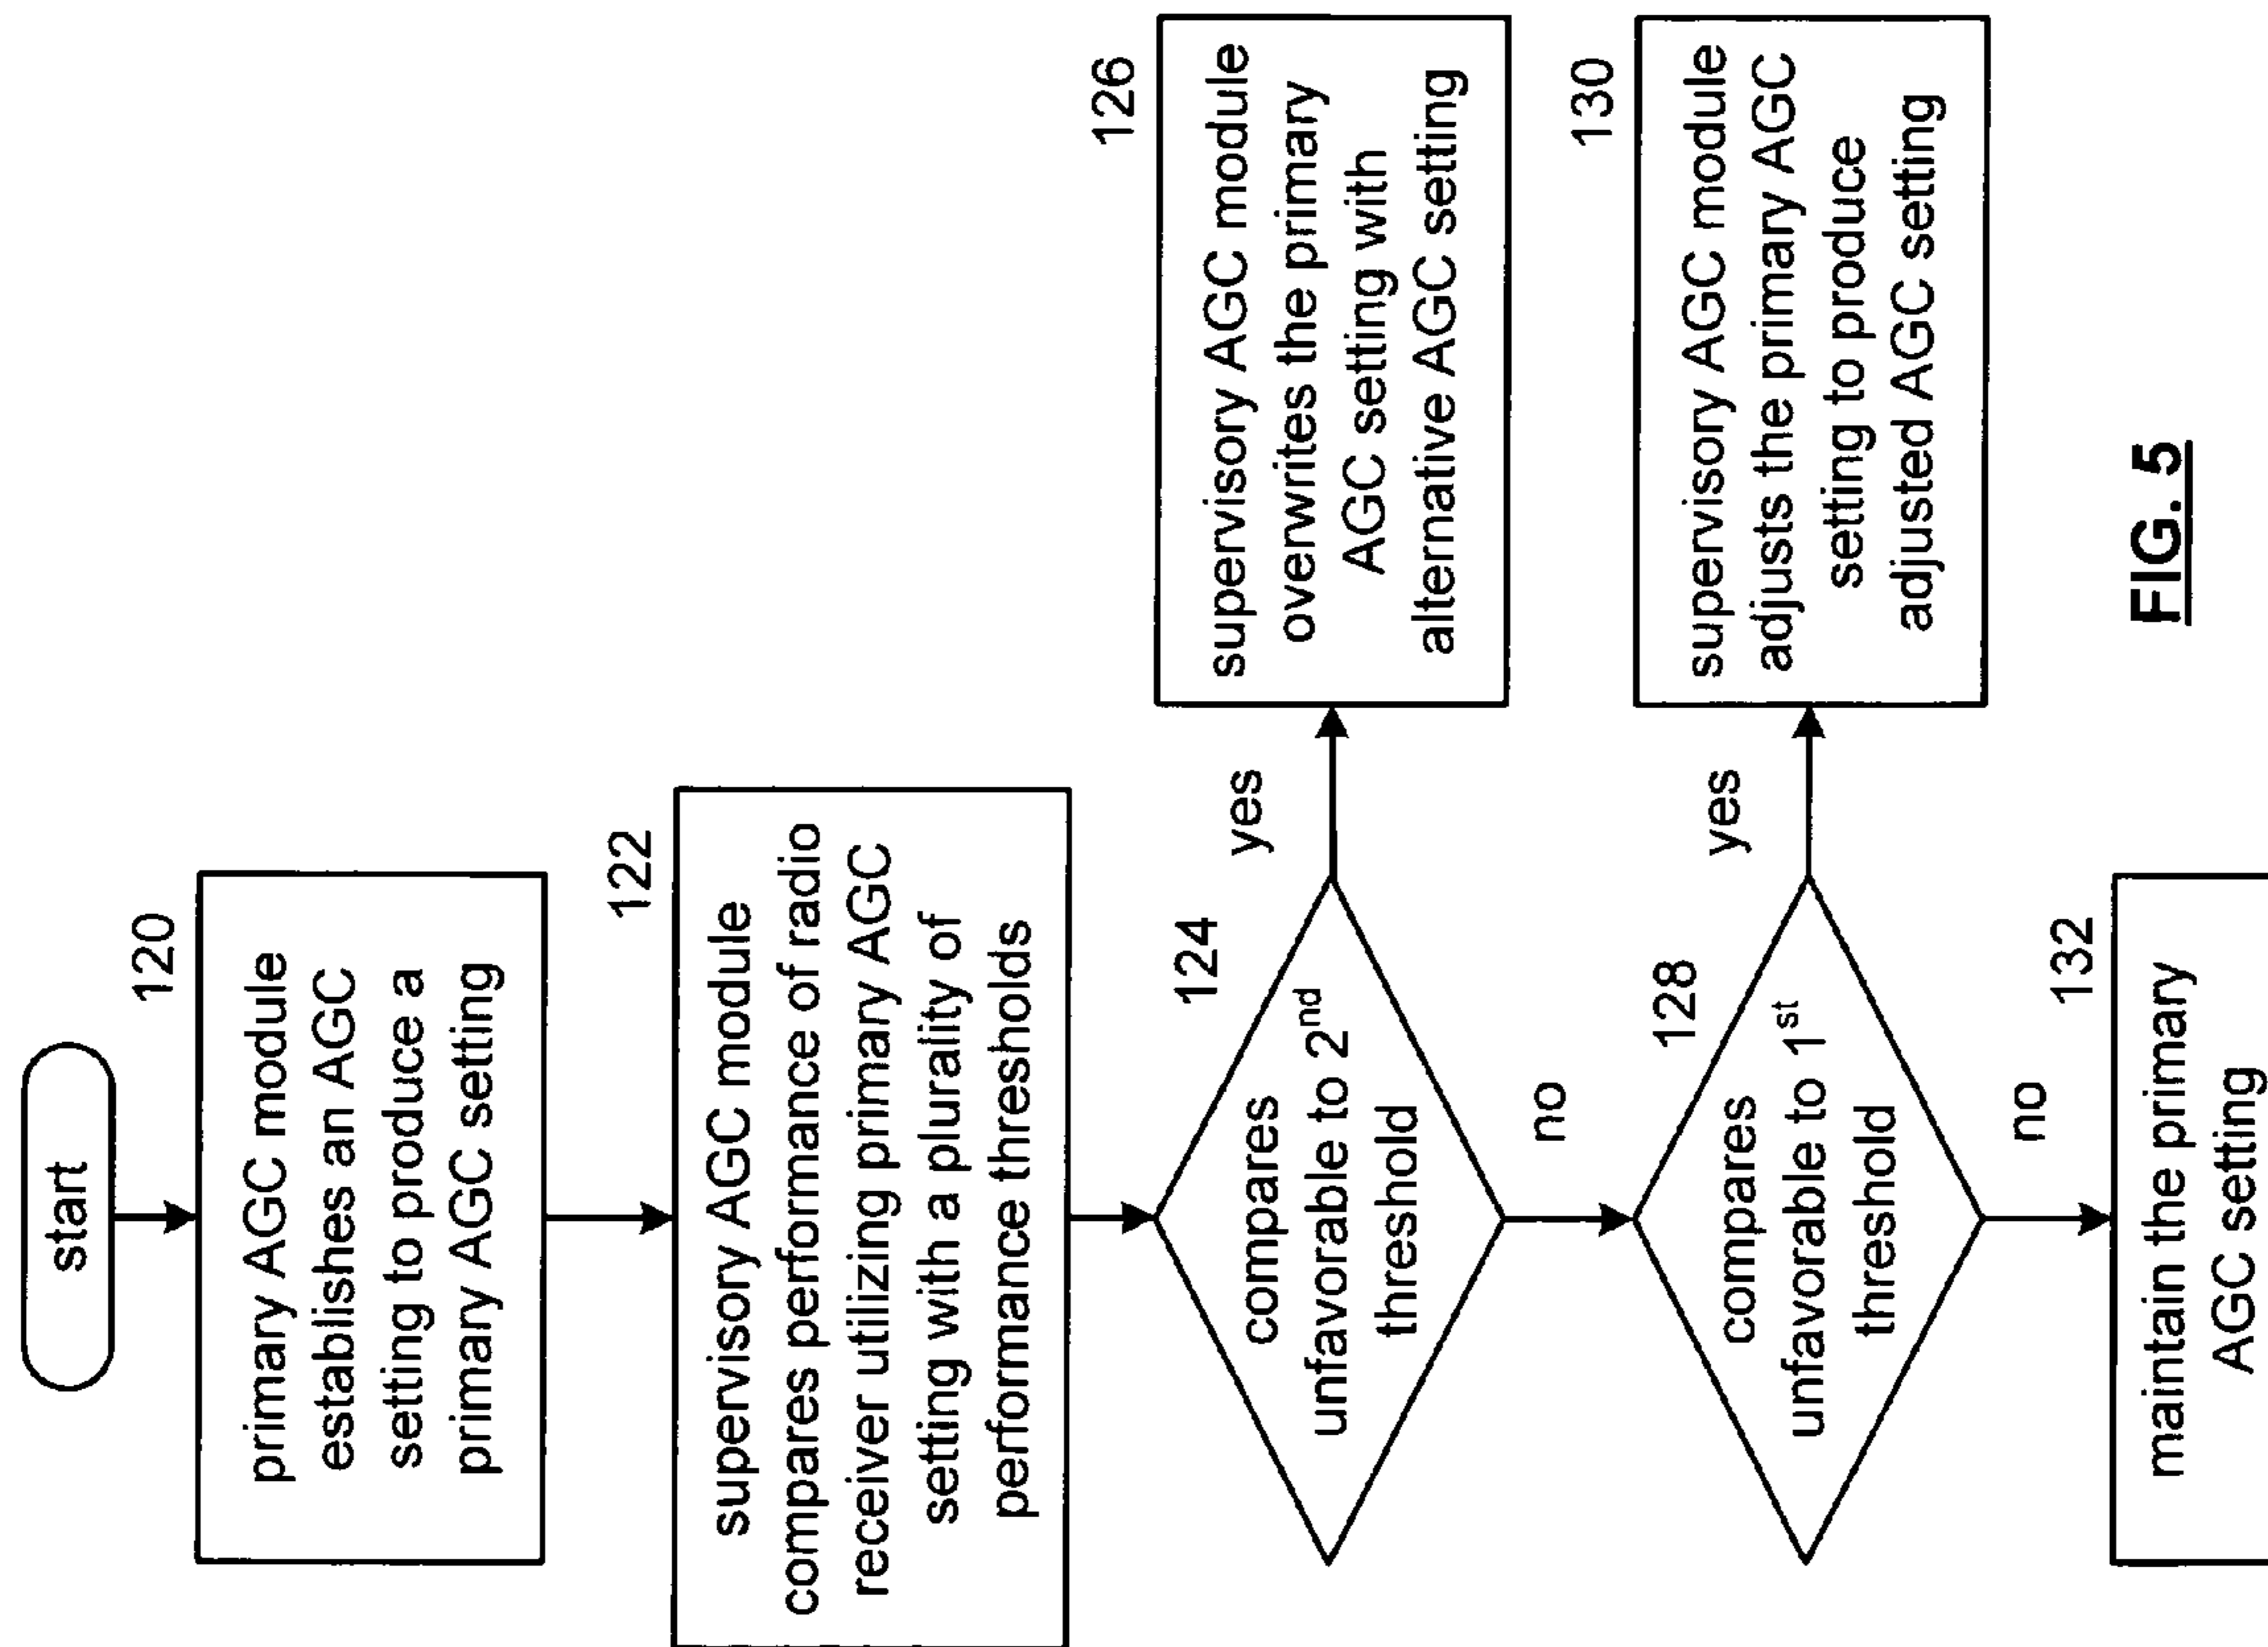 start
120
primary AGC module
establishes an AGC
setting to produce a
primary AGC setting
122
supervisory AGC module
compares performance of radio
receiver utilizing primary AGC
setting with a plurality of
performance thresholds
124
compares
unfavorable to 2nd
threshold
yes
126
supervisory AGC module
overwrites the primary
AGC setting with
alternative AGC setting
no
128
compares
unfavorable to 1st
threshold
yes
130
supervisory AGC module
adjusts the primary AGC
setting to produce
adjusted AGC setting
no
132
maintain the primary
AGC setting
FIG. 5